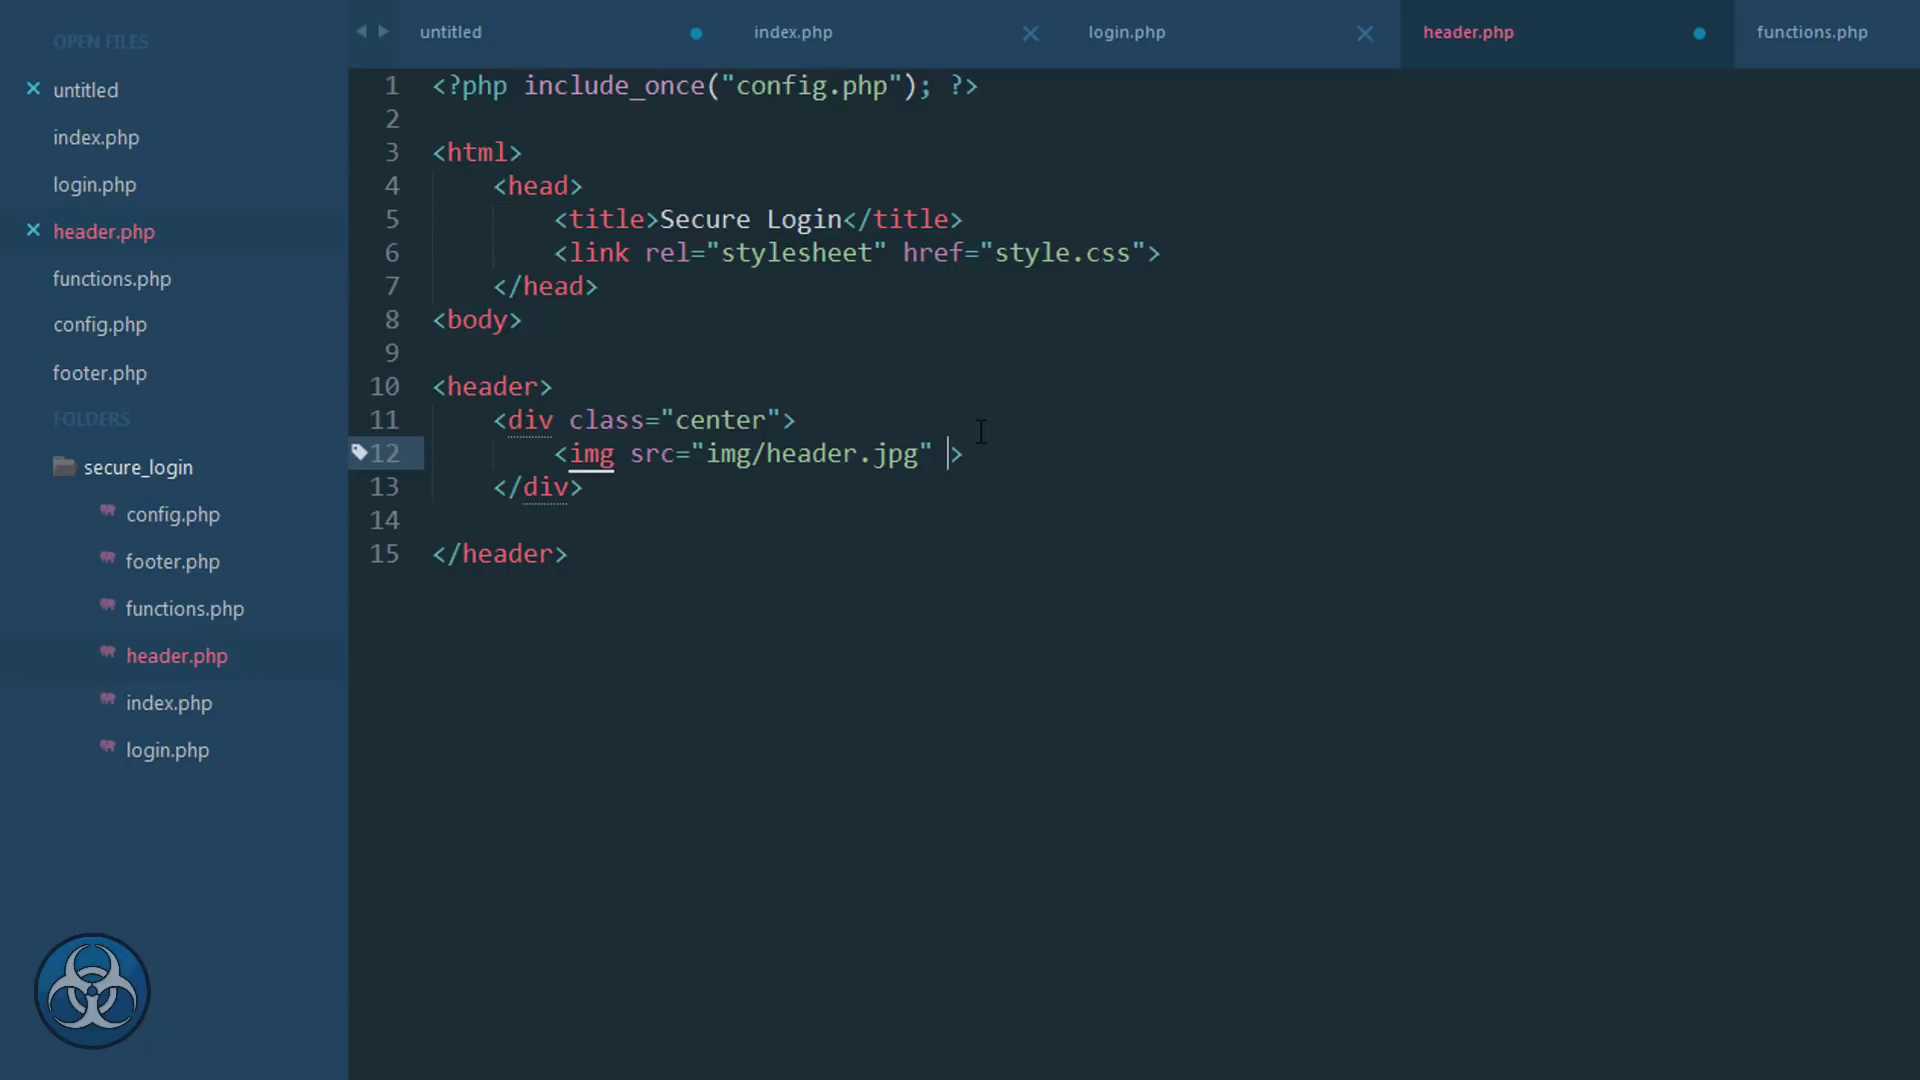 OPEN FILES
untitled
index.php
login.php
header.php
functions.php
config.php
footer.php
FOLDERS
secure_login
config.php
footer.php
functions.php
header.php
index.php
login.php
untitled index.php login.php header.php functions.php
1 <?php include_once("config.php"); ?>
2
3 <html>
4 <head>
5 <title>Secure Login</title>
6 <link rel="stylesheet" href="style.css">
7 </head>
8 <body>
9
10 <header>
11 <div class="center">
12 <img src="img/header.jpg" >
13 </div>
14
15 </header>